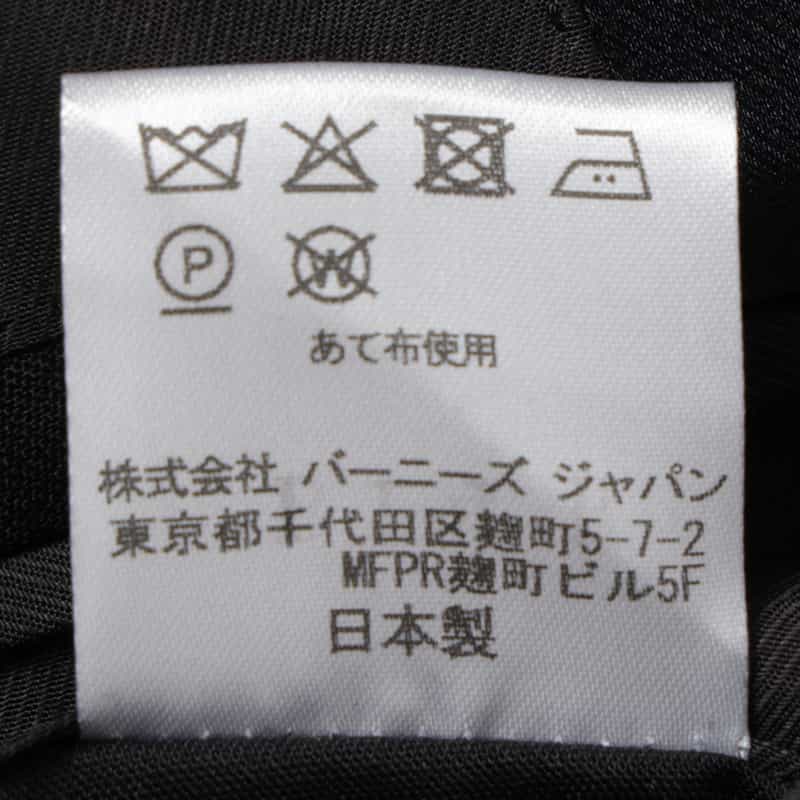 P W
あて布使用
株式会社 バーニーズ ジャパン
東京都千代田区麹町5-7-2
MFPR麹町ビル5F
日本製